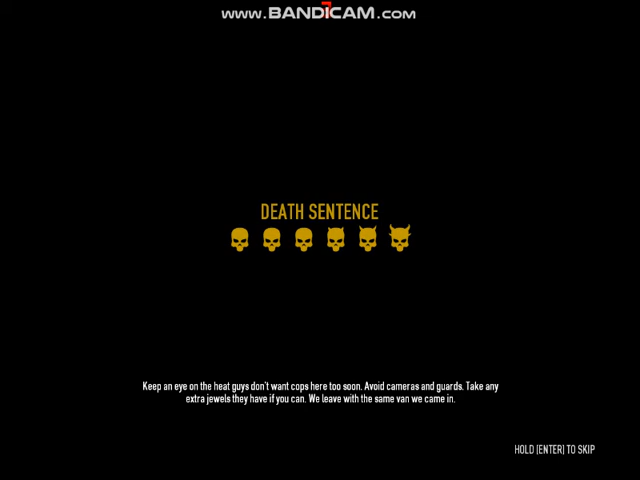 www.BANDICAM.com
DEATH SENTENCE
Keep an eye on the heat guys don't want cops here too soon. Avoid cameras and guards. Take any
extra jewels they have if you can. We leave with the same van we came in.
HOLD [ENTER] TO SKIP